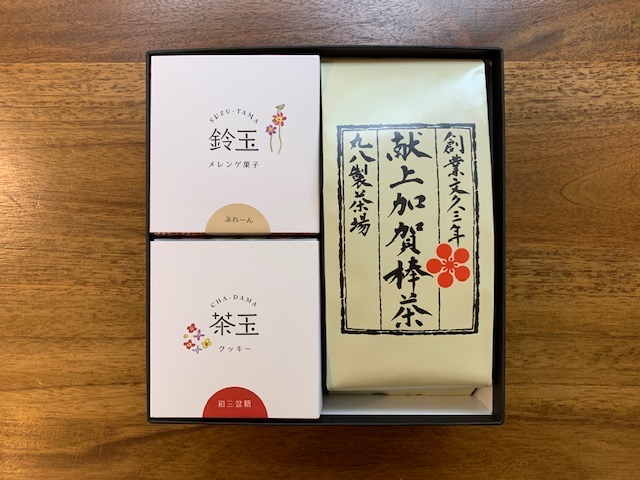 SUZU-TAMA
鈴玉
メレンゲ菓子
ぷれーん
CHA-DAMA
茶玉
クッキー
和三盆糖
創業文久三年
献上加賀棒茶
丸八製茶場